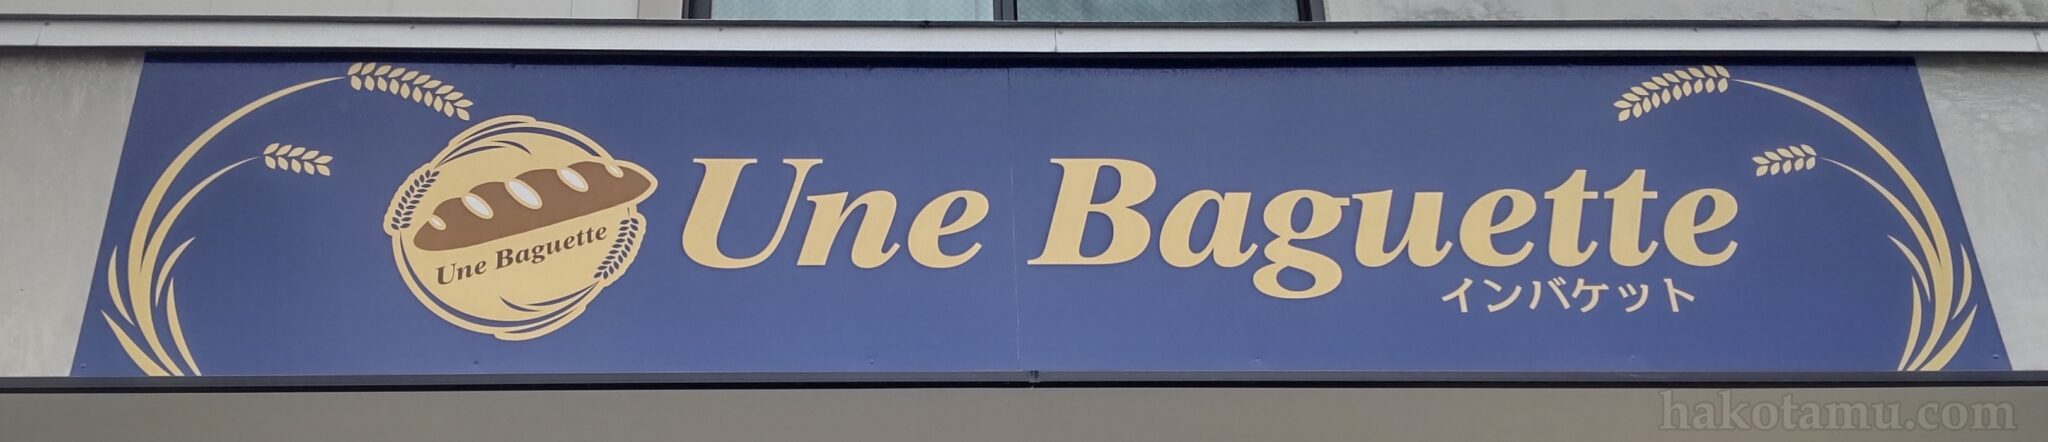 Une Baguette
Une Baguette
インバケット
hakotamu.com